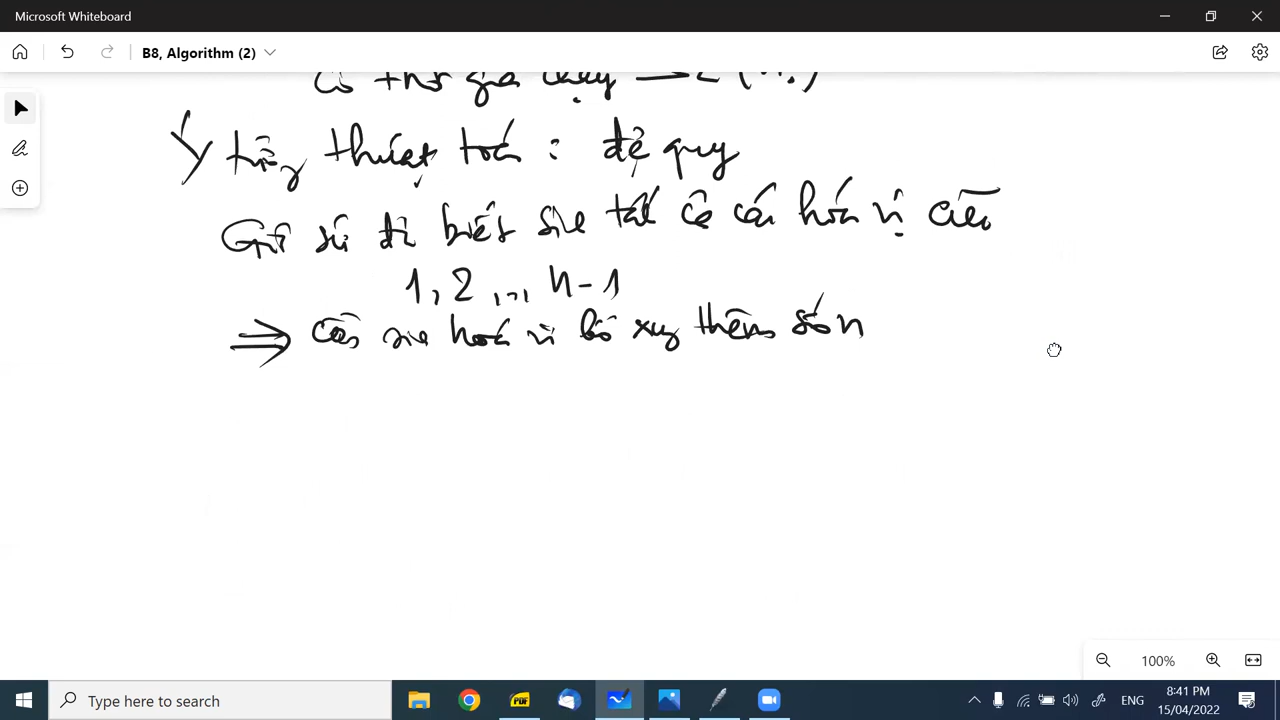 Microsoft Whiteboard
B8, Algorithm (2)
Ý tưởng thuật toán : đệ quy
Giả sử đã biết sinh tất cả các hoán vị của
1, 2 ,..., n-1
⇒ cần sinh hoán vị bổ sung thêm số n
100%
Type here to search
ENG
8:41 PM
15/04/2022